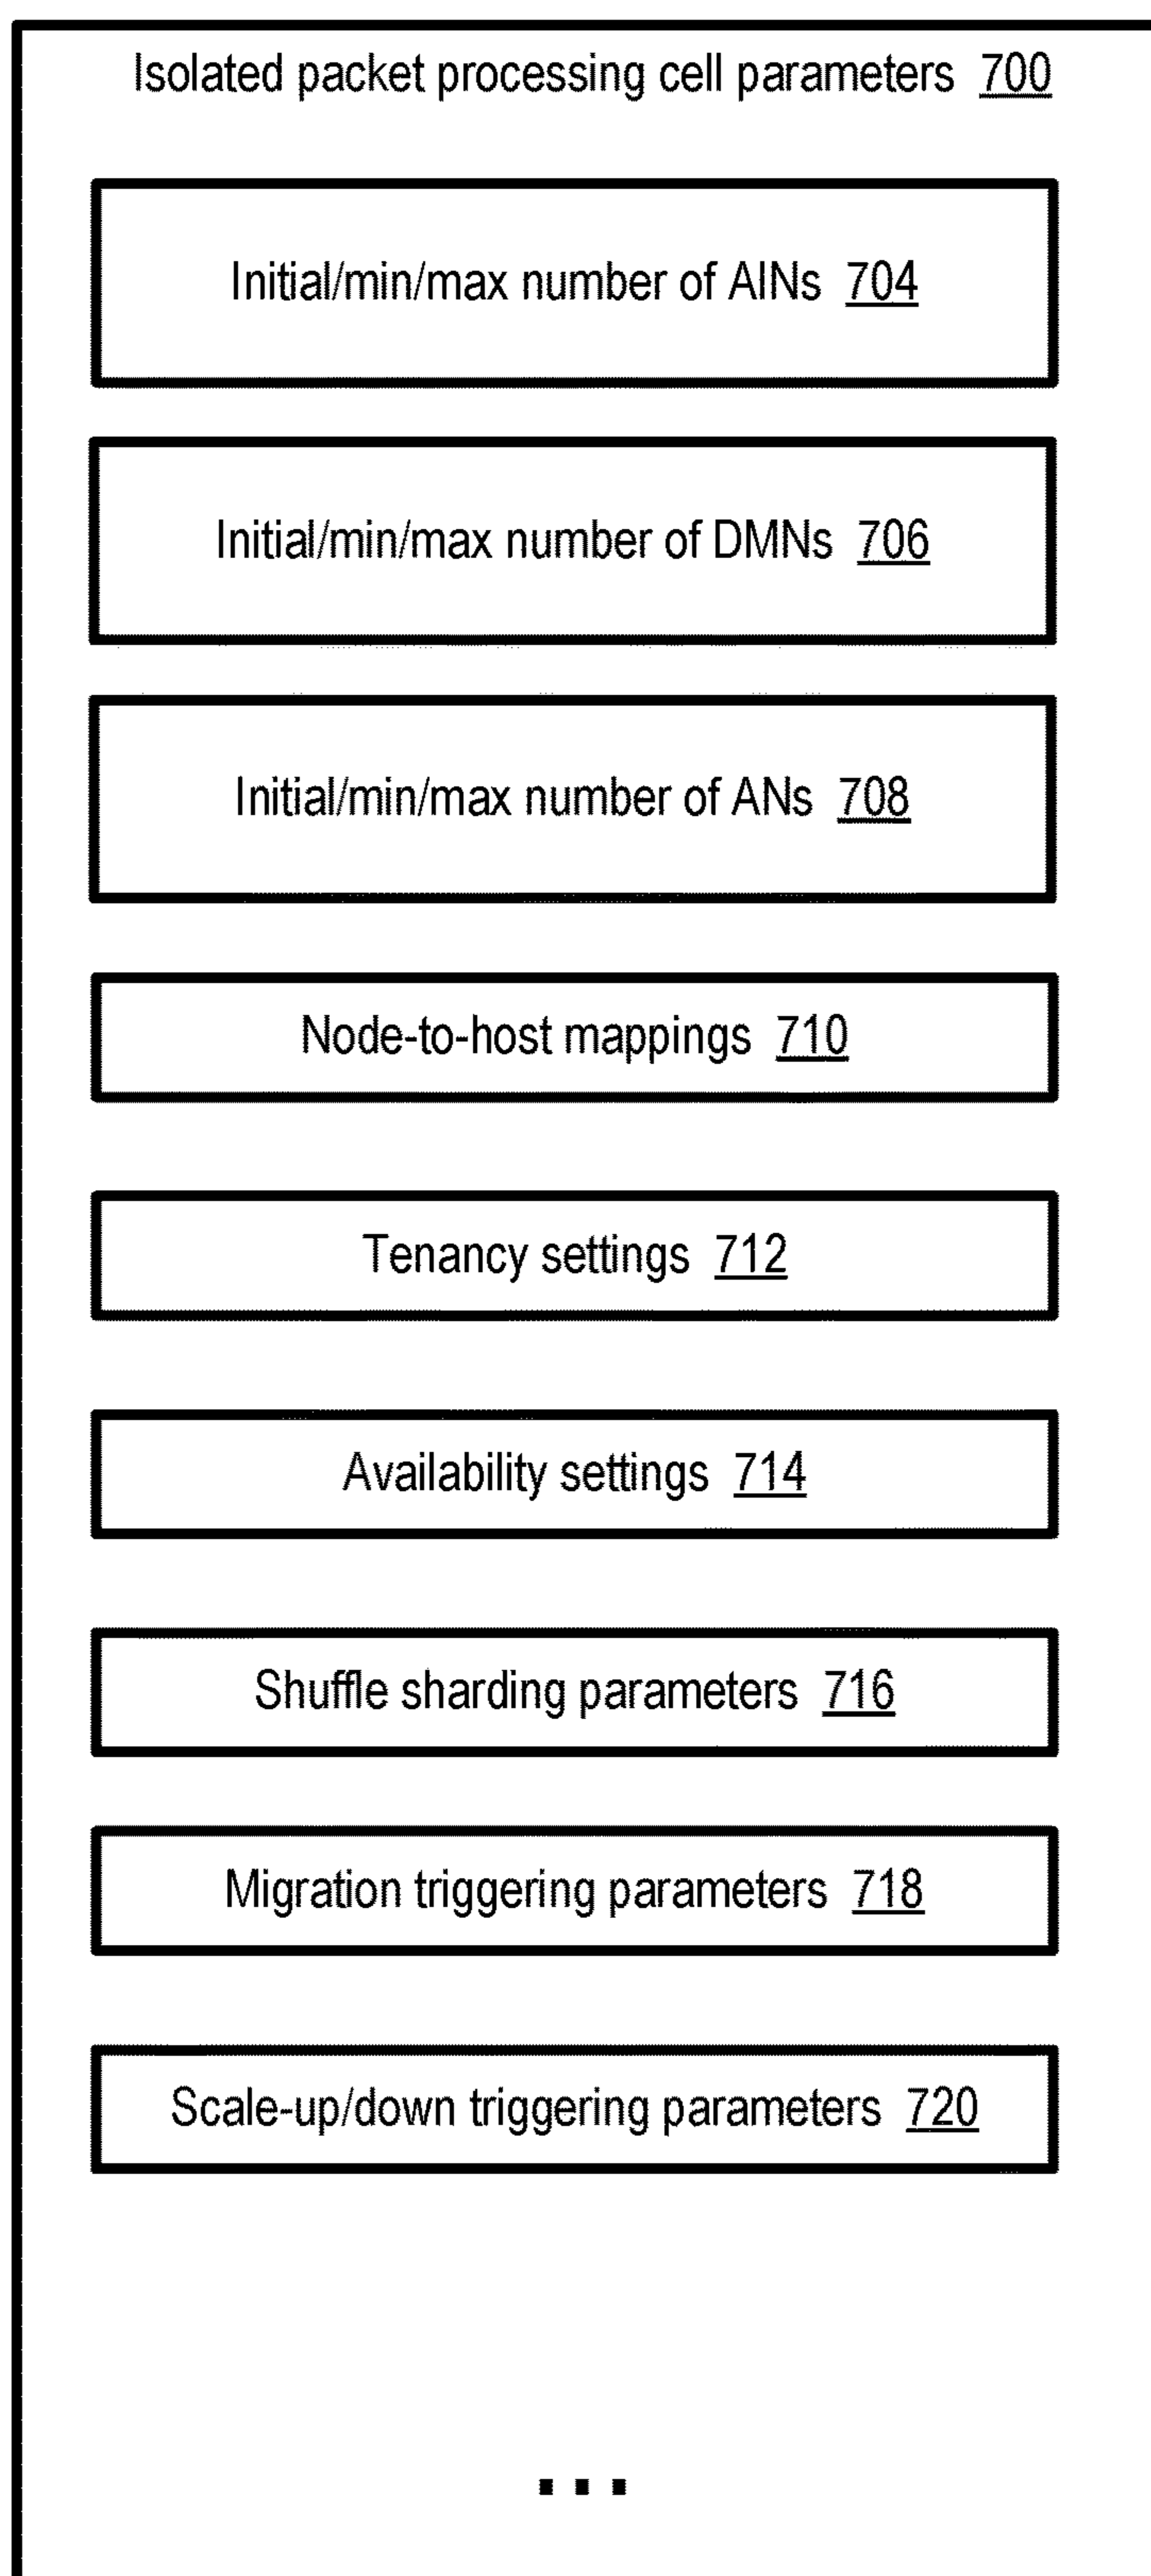 Isolated packet processing cell parameters 700
Initial/min/max number of AINs 704
Initial/min/max number of DMNs 706
Initial/min/max number of ANs 708
Node-to-host mappings 710
Tenancy settings 712
Availability settings 714
Shuffle sharding parameters 716
Migration triggering parameters 718
Scale-up/down triggering parameters 720
...